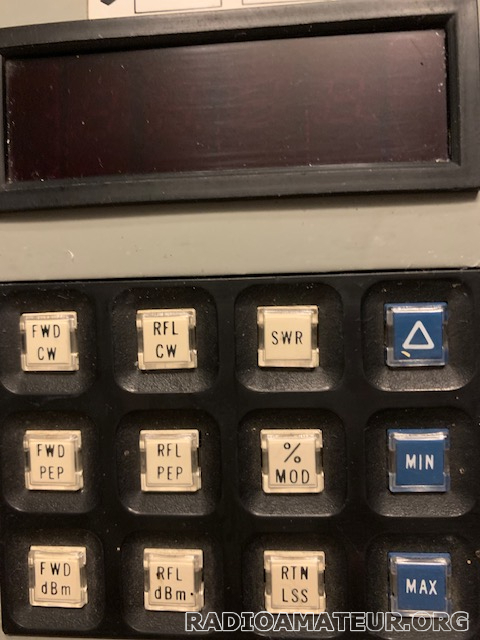 FWD
CW
RFL
CW
SWR
△
FWD
PEP
RFL
PEP
%
MOD
MIN
FWD
dBm
RFL
dBm
RTN
LSS
MAX
RADIOAMATEUR.ORG